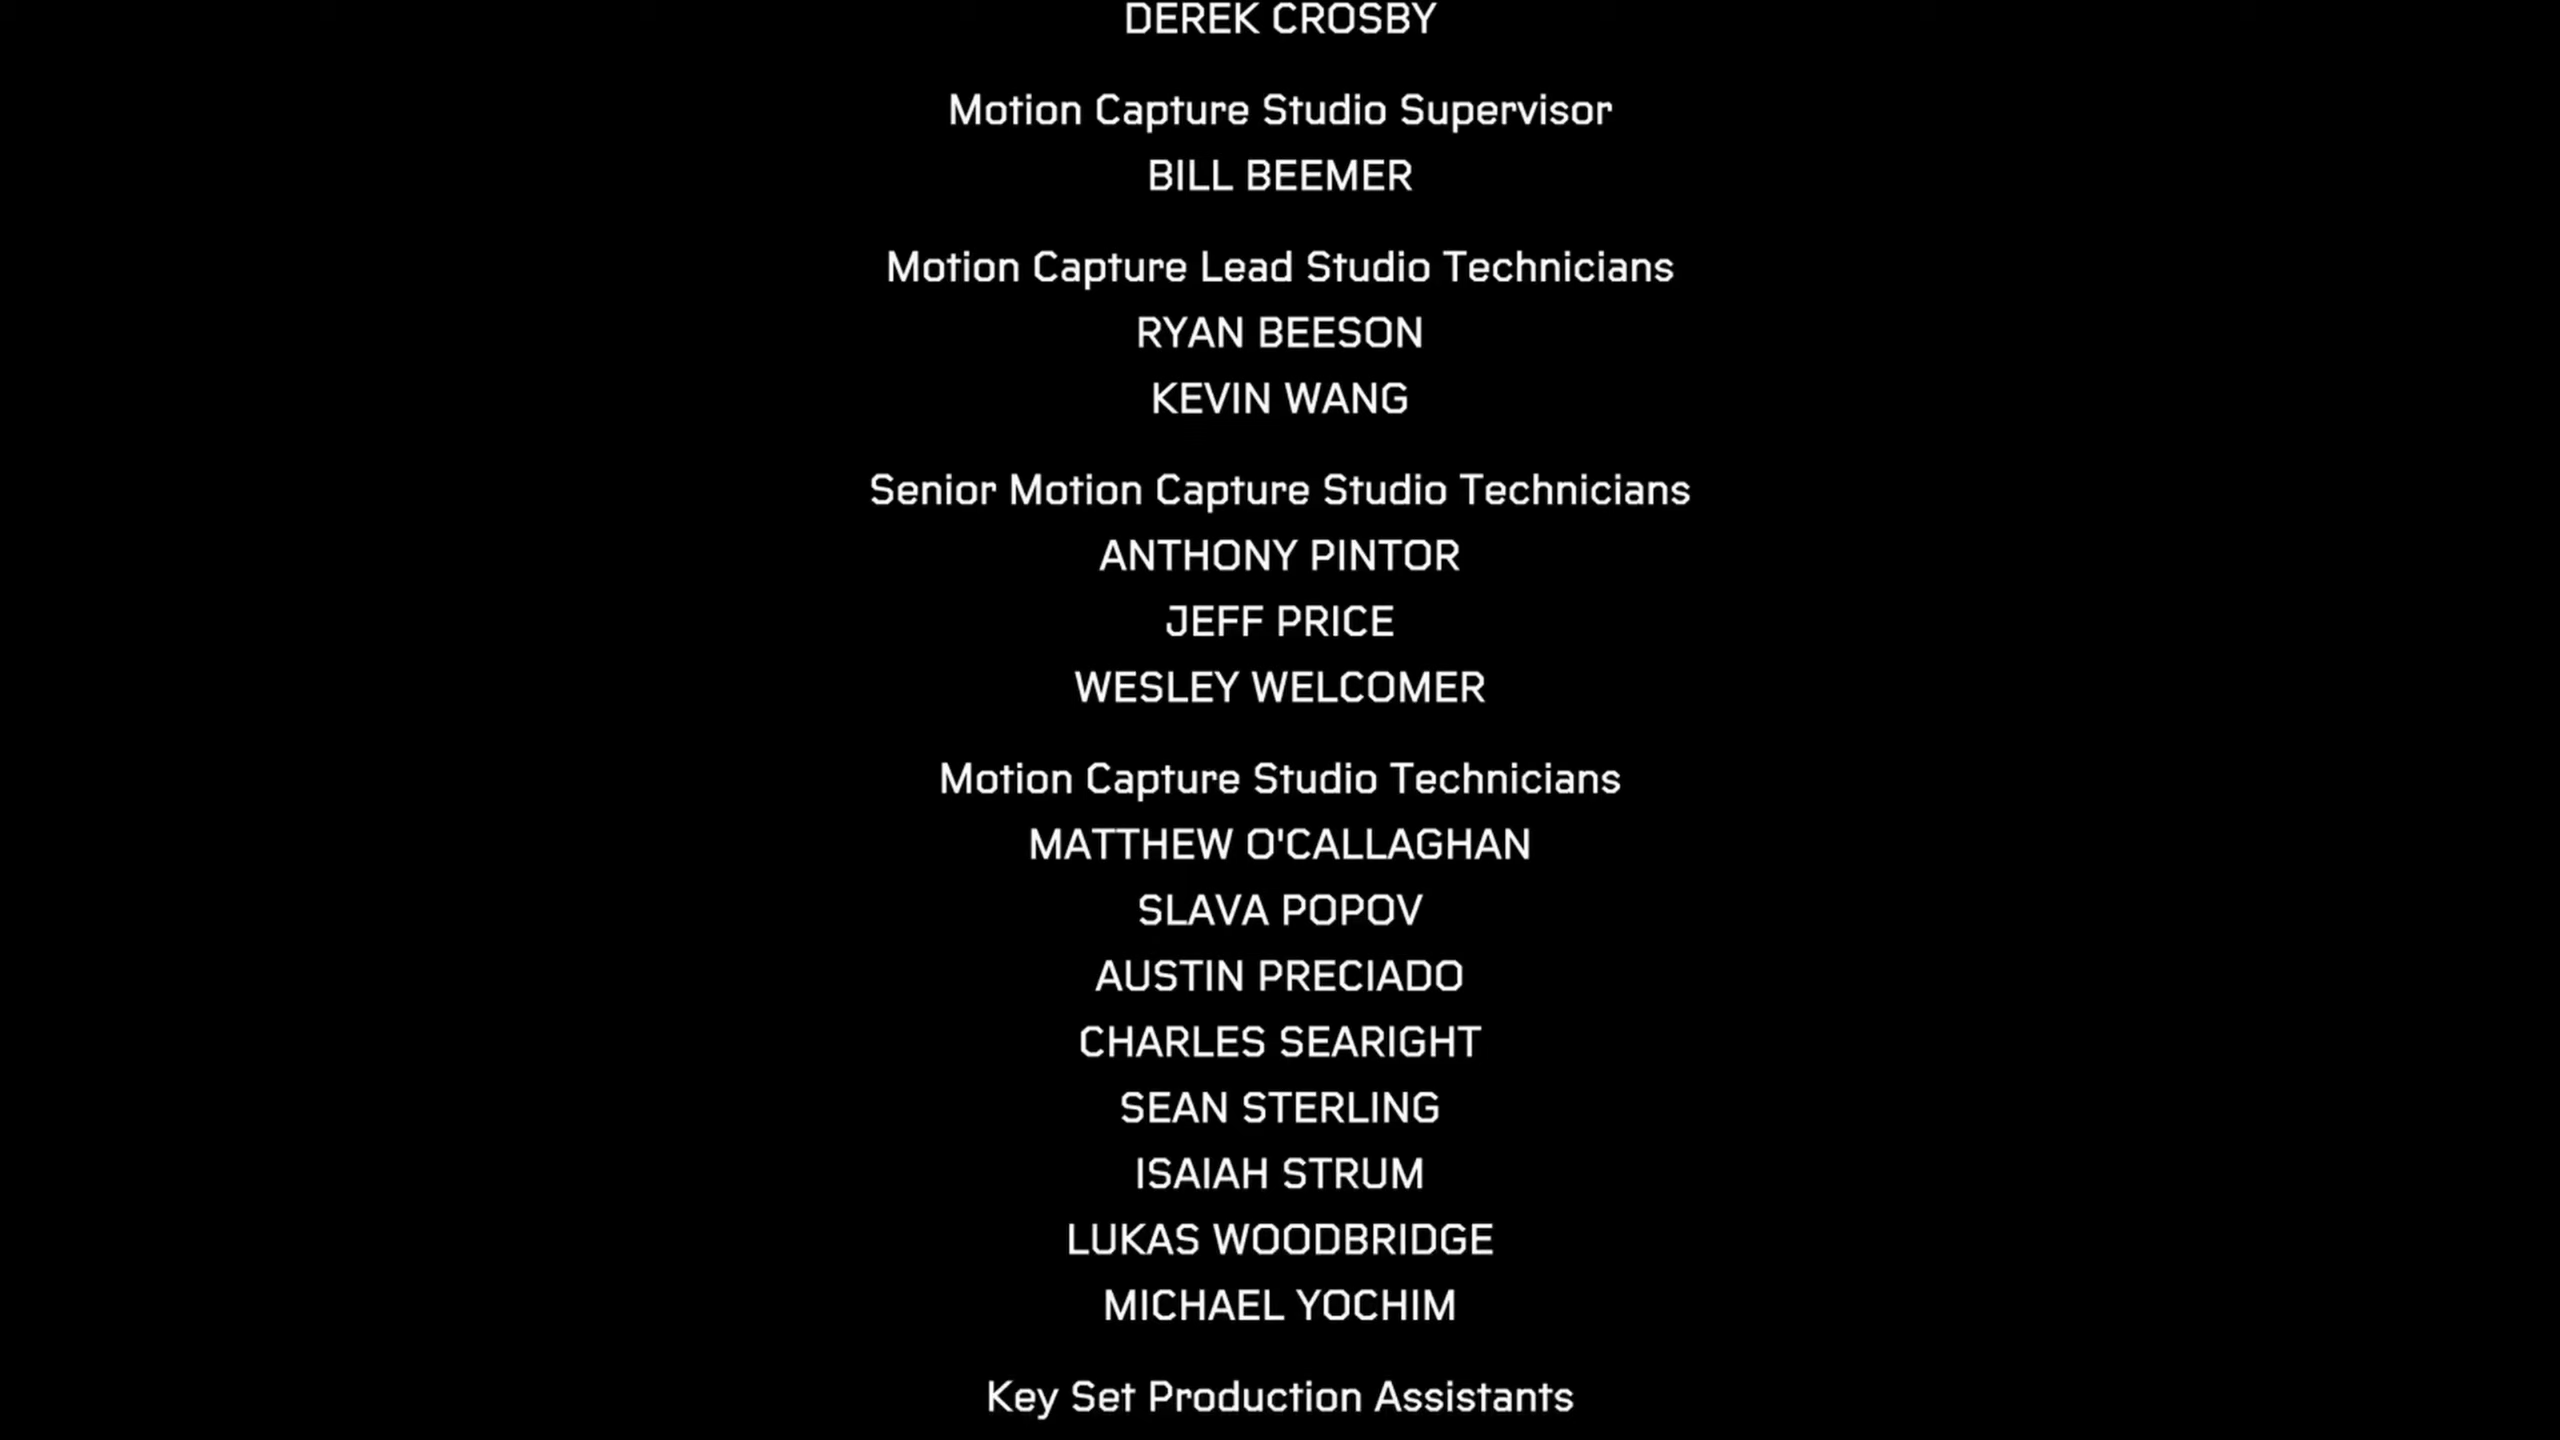 DEREK CROSBY
Motion Capture Studio Supervisor
BILL BEEMER
Motion Capture Lead Studio Technicians
RYAN BEESON
KEVIN WANG
Senior Motion Capture Studio Technicians
ANTHONY PINTOR
JEFF PRICE
WESLEY WELCOMER
Motion Capture Studio Technicians
MATTHEW O'CALLAGHAN
SLAVA POPOV
AUSTIN PRECIADO
CHARLES SEARIGHT
SEAN STERLING
ISAIAH STRUM
LUKAS WOODBRIDGE
MICHAEL YOCHIM
Key Set Production Assistants